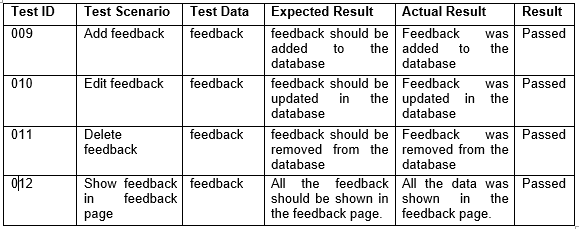 Test ID Test Scenario Test Data Expected Result Actual Result Result
009 Add feedback feedback feedback should be Feedback was Passed
added to the added to the
database database
010 Edit feedback feedback feedback should be Feedback was Passed
updated in the updated in the
database database
011 Delete feedback feedback should be Feedback was Passed
feedback removed from the removed from the
database database
012 Show feedback feedback All the feedback All the data was Passed
in feedback should be shown shown in the
page in the feedback page. feedback page.